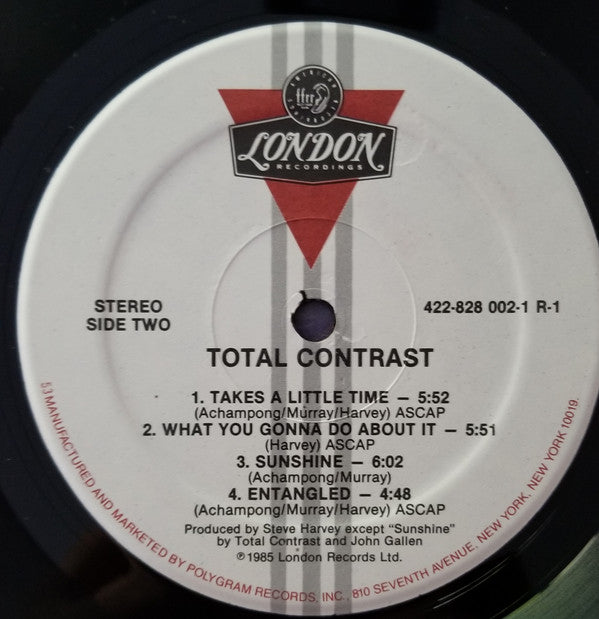 ffrr
LONDON
RECORDINGS
STEREO
SIDE TWO
422-828 002-1 R-1
TOTAL CONTRAST
1. TAKES A LITTLE TIME — 5:52
(Achampong/Murray/Harvey) ASCAP
2. WHAT YOU GONNA DO ABOUT IT — 5:51
(Harvey) ASCAP
3. SUNSHINE — 6:02
(Achampong/Murray)
4. ENTANGLED — 4:48
(Achampong/Murray/Harvey) ASCAP
Produced by Steve Harvey except "Sunshine"
by Total Contrast and John Gallen
℗1985 London Records Ltd.
53 MANUFACTURED AND MARKETED BY POLYGRAM RECORDS, INC., 810 SEVENTH AVENUE, NEW YORK, NEW YORK 10019.